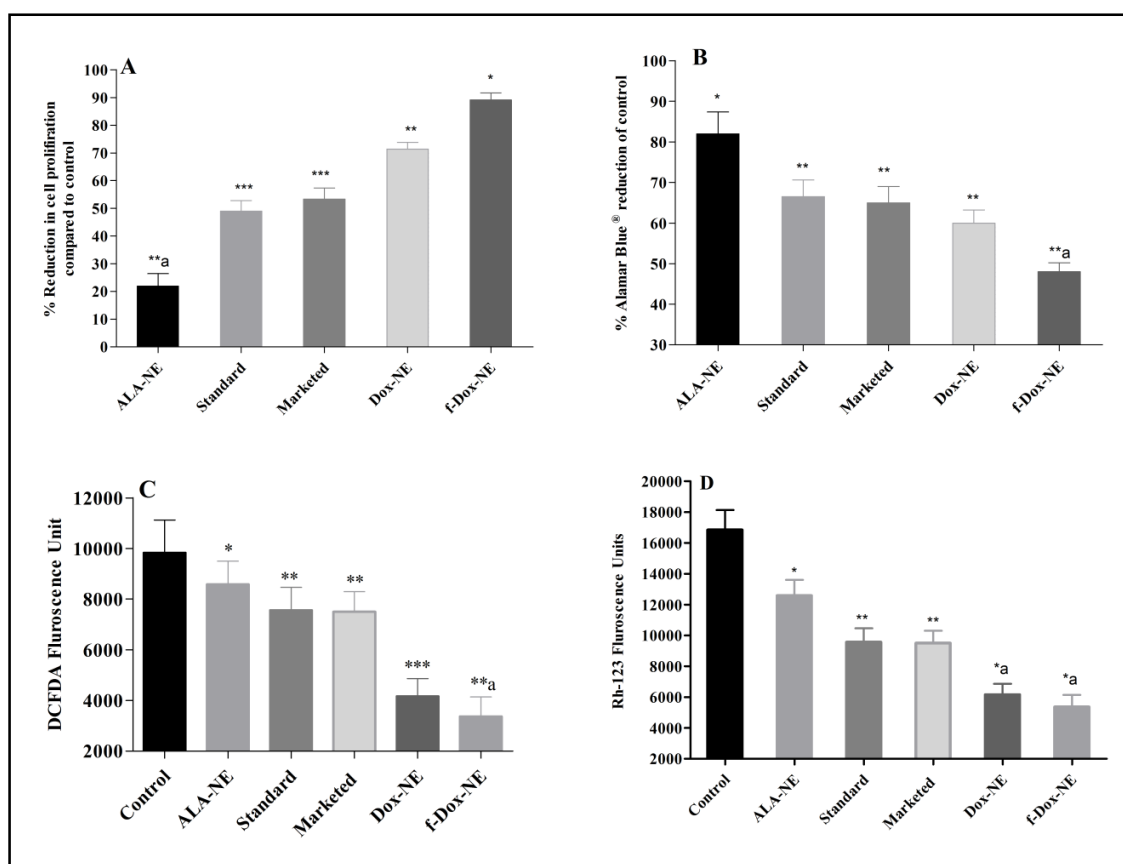 A
% Reduction in cell prolifiration
compared to control
100
90
80
70
60
50
40
30
20
10
0
**a
***
***
**
*
ALA-NE
Standard
Marketed
Dox-NE
f-Dox-NE
B
% Alamar Blue ® reduction of control
100
90
80
70
60
50
40
30
*
**
**
**
**a
ALA-NE
Standard
Marketed
Dox-NE
f-Dox-NE
C
DCFDA Fluroscence Unit
12000
10000
8000
6000
4000
2000
*
**
**
***
**a
Control
ALA-NE
Standard
Marketed
Dox-NE
f-Dox-NE
D
Rh-123 Fluroscence Units
20000
18000
16000
14000
12000
10000
8000
6000
4000
2000
*
**
**
*a
*a
Control
ALA-NE
Standard
Marketed
Dox-NE
f-Dox-NE